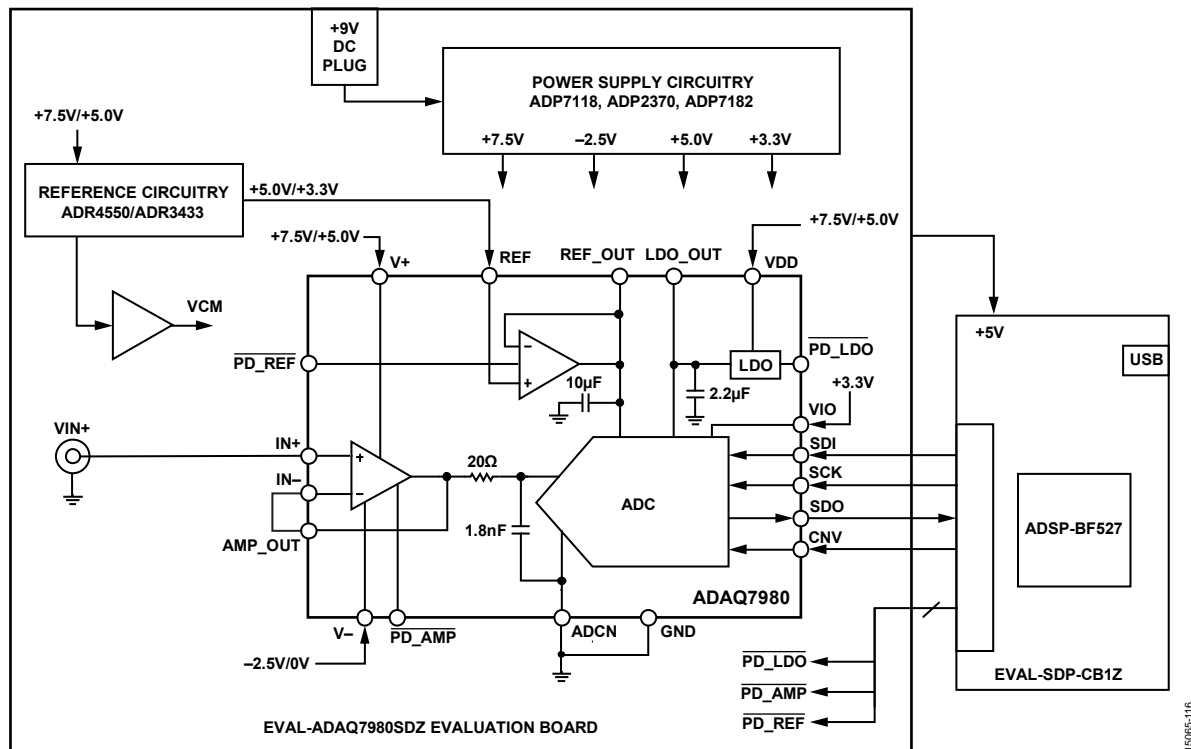 +9V
DC
PLUG
POWER SUPPLY CIRCUITRY
ADP7118, ADP2370, ADP7182
+7.5V –2.5V +5.0V +3.3V
+7.5V/+5.0V
REFERENCE CIRCUITRY
ADR4550/ADR3433
+5.0V/+3.3V
+7.5V/+5.0V
+7.5V/+5.0V
V+
REF
REF_OUT
LDO_OUT
VDD
VCM
PD_REF
–
+
10µF
LDO
2.2µF
PD_LDO
+3.3V
VIO
+5V
USB
VIN+
IN+
IN–
AMP_OUT
+
–
20Ω
1.8nF
ADC
SDI
SCK
SDO
CNV
ADSP-BF527
ADAQ7980
V–
PD_AMP
ADCN
GND
–2.5V/0V
PD_LDO
PD_AMP
PD_REF
EVAL-SDP-CB1Z
EVAL-ADAQ7980SDZ EVALUATION BOARD
15065-116